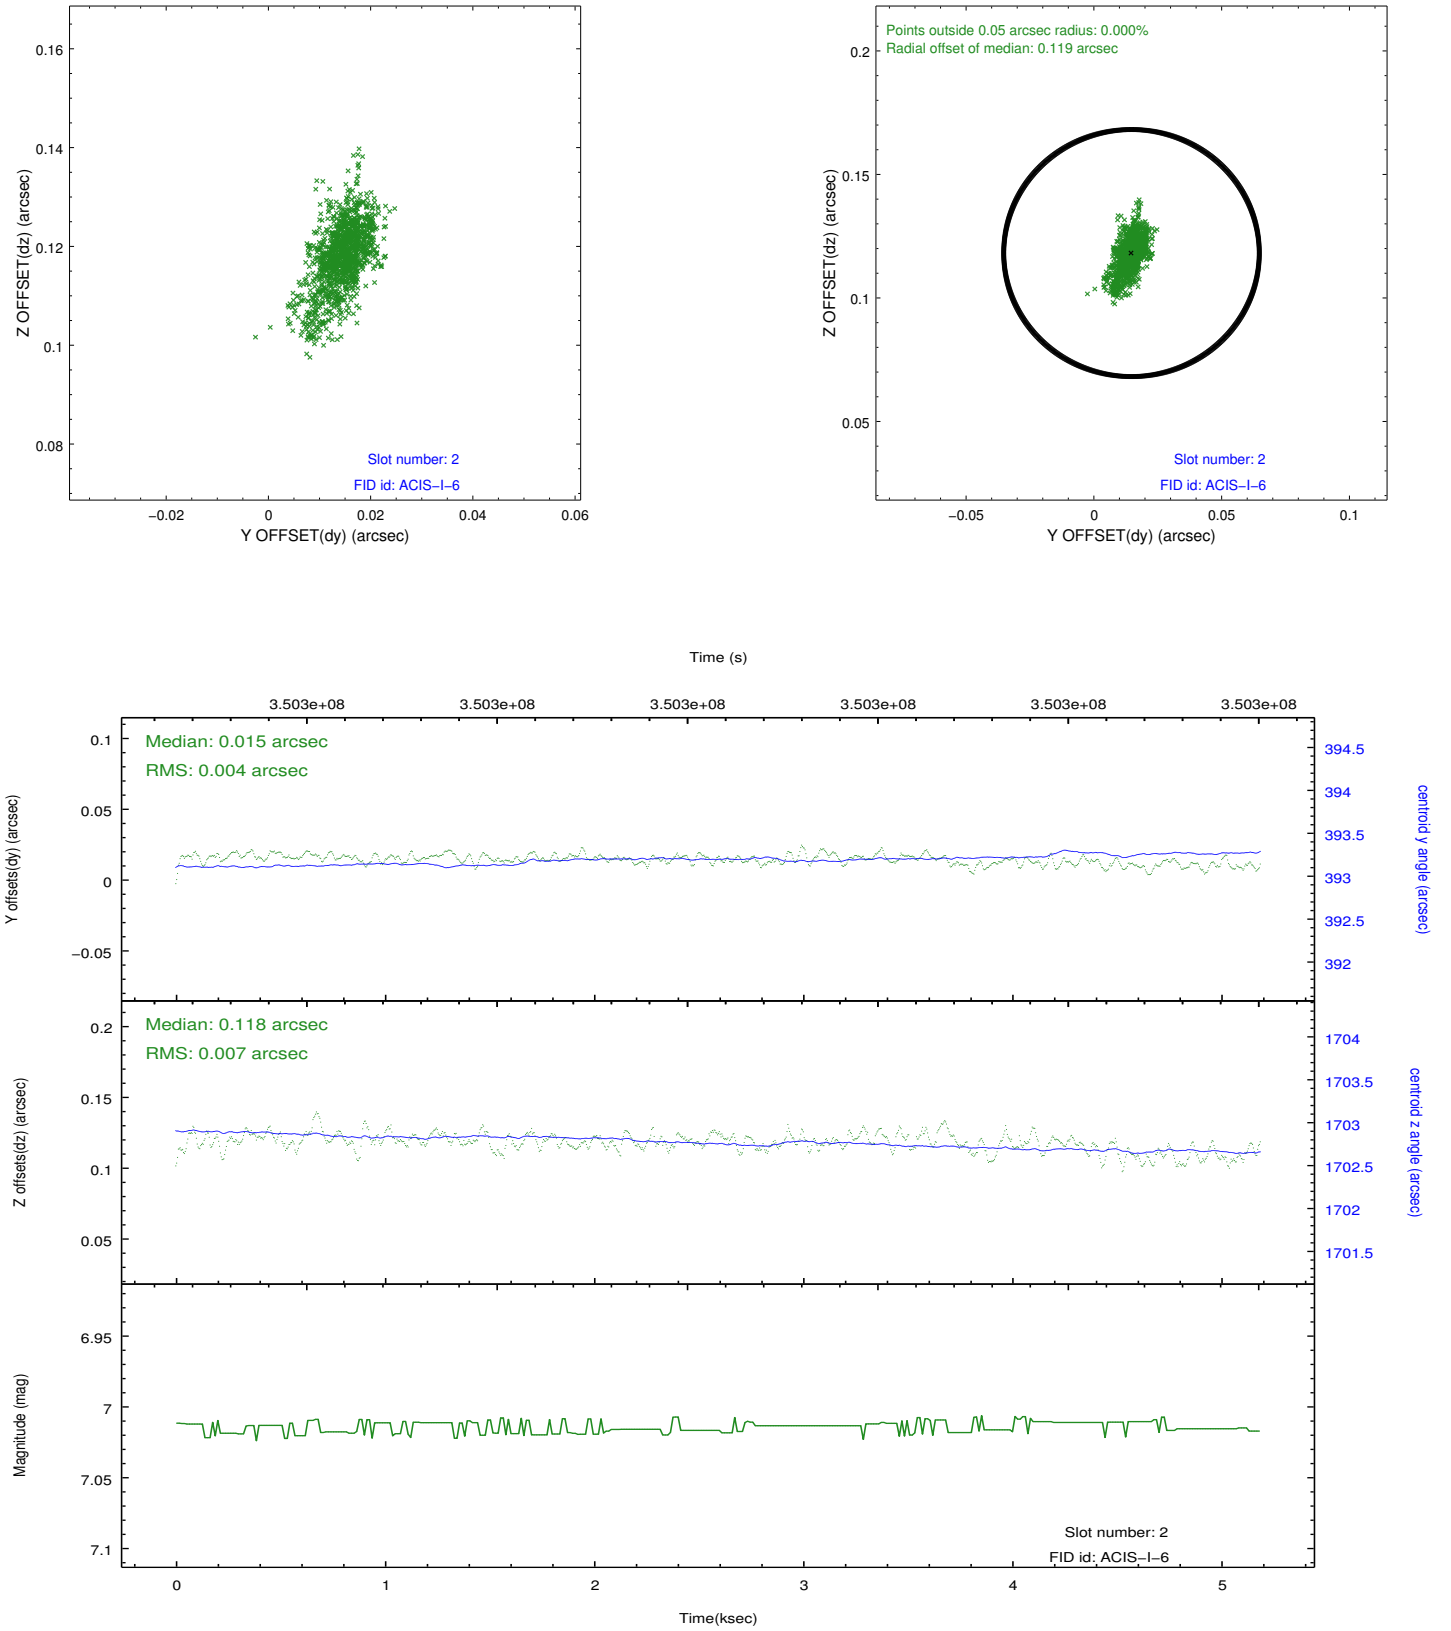 0.16
0.14
0.12
0.1
0.08
Z OFFSET(dz) (arcsec)
Slot number: 2
FID id: ACIS−I−6
−0.02 0 0.02 0.04 0.06
Y OFFSET(dy) (arcsec)
Points outside 0.05 arcsec radius: 0.000%
Radial offset of median: 0.119 arcsec
0.2
0.15
0.1
0.05
Z OFFSET(dz) (arcsec)
Slot number: 2
FID id: ACIS−I−6
−0.05 0 0.05 0.1
Y OFFSET(dy) (arcsec)
Time (s)
3.503e+08 3.503e+08 3.503e+08 3.503e+08 3.503e+08 3.503e+08
Median: 0.015 arcsec
RMS: 0.004 arcsec
0.1
0.05
0
−0.05
Y offsets(dy) (arcsec)
394.5
394
393.5
393
392.5
392
centroid y angle (arcsec)
Median: 0.118 arcsec
RMS: 0.007 arcsec
0.2
0.15
0.1
0.05
Z offsets(dz) (arcsec)
1704
1703.5
1703
1702.5
1702
1701.5
centroid z angle (arcsec)
6.95
7
7.05
7.1
Magnitude (mag)
Slot number: 2
FID id: ACIS−I−6
0 1 2 3 4 5
Time(ksec)